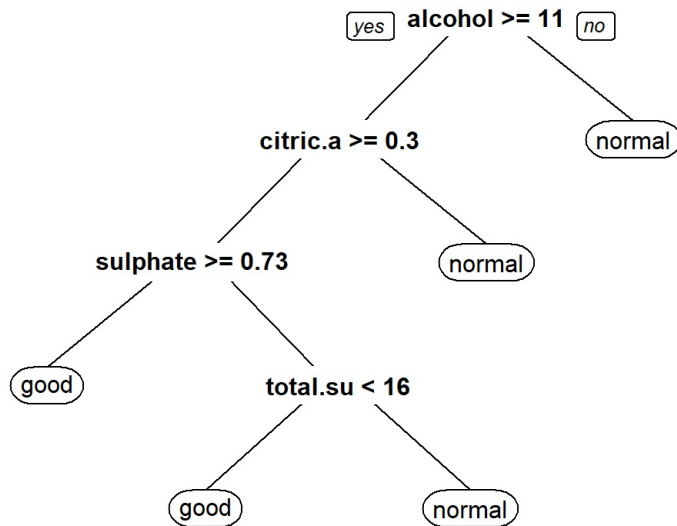 yes alcohol >= 11 no
citric.a >= 0.3
normal
sulphate >= 0.73
normal
good
total.su < 16
good
normal